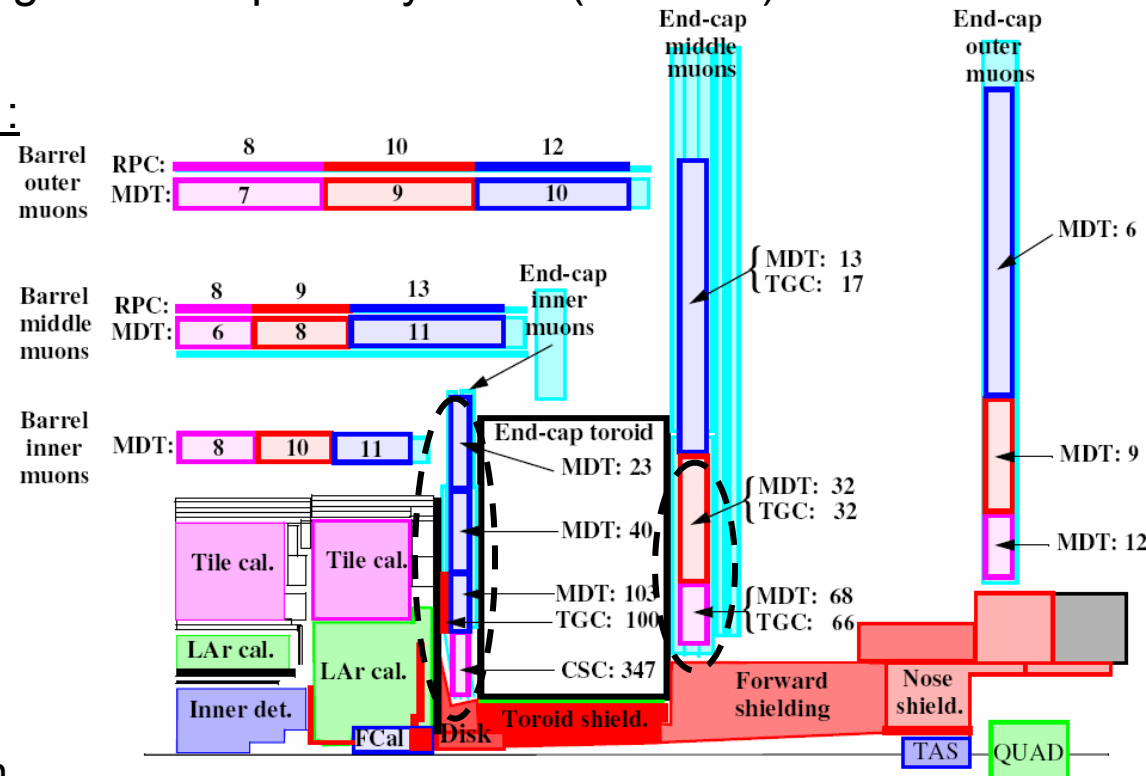 End-cap
middle
muons
End-cap
outer
muons
:
Barrel
outer
muons
RPC:
8 10 12
MDT:
7 9 10
Barrel
middle
muons
RPC:
8 9 13
MDT:
6 8 11
End-cap
inner
muons
Barrel
inner
muons
MDT:
8 10 11
MDT: 13
TGC: 17
MDT: 6
End-cap toroid
MDT: 23
MDT: 40
MDT: 103
TGC: 100
CSC: 347
MDT: 32
TGC: 32
MDT: 68
TGC: 66
MDT: 9
MDT: 12
Tile cal.
Tile cal.
LAr cal.
LAr cal.
Inner det.
FCal
Disk
Toroid shield.
Forward
shielding
Nose
shield.
TAS
QUAD